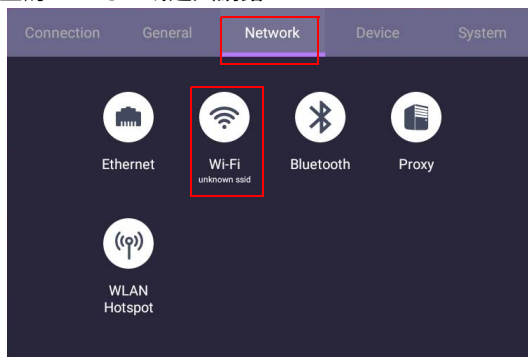 Connection General Network Device System
Ethernet Wi-Fi Bluetooth Proxy
unknown ssid
WLAN
Hotspot